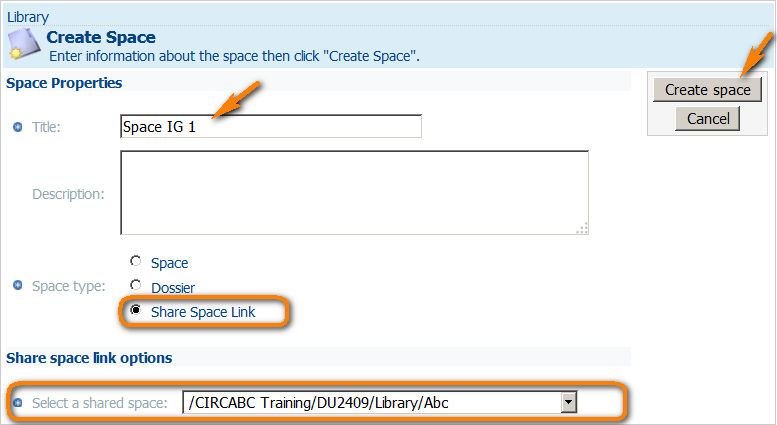 Library
Create Space
Enter information about the space then click "Create Space".
Space Properties
Create space
Cancel
Title:
Space IG 1
Description:
Space type:
Space
Dossier
Share Space Link
Share space link options
Select a shared space:
/CIRCABC Training/DU2409/Library/Abc